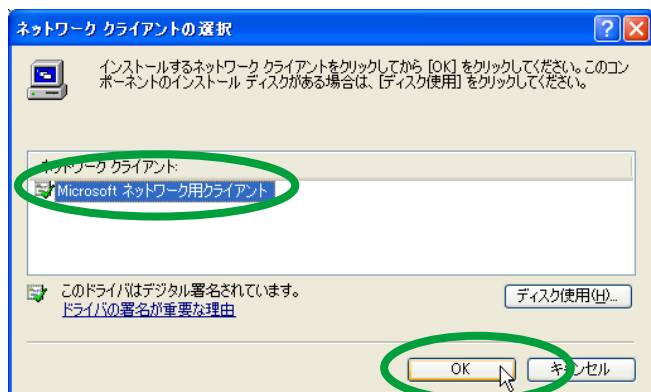 ネットワーク クライアントの選択
インストールするネットワーク クライアントをクリックしてから [OK] をクリックしてください。このコン
ポーネントのインストール ディスクがある場合は、[ディスク使用] をクリックしてください。
ネットワーク クライアント:
Microsoft ネットワーク用クライアント
このドライバはデジタル署名されています。
ドライバの署名が重要な理由
ディスク使用(H)...
OK
キャンセル